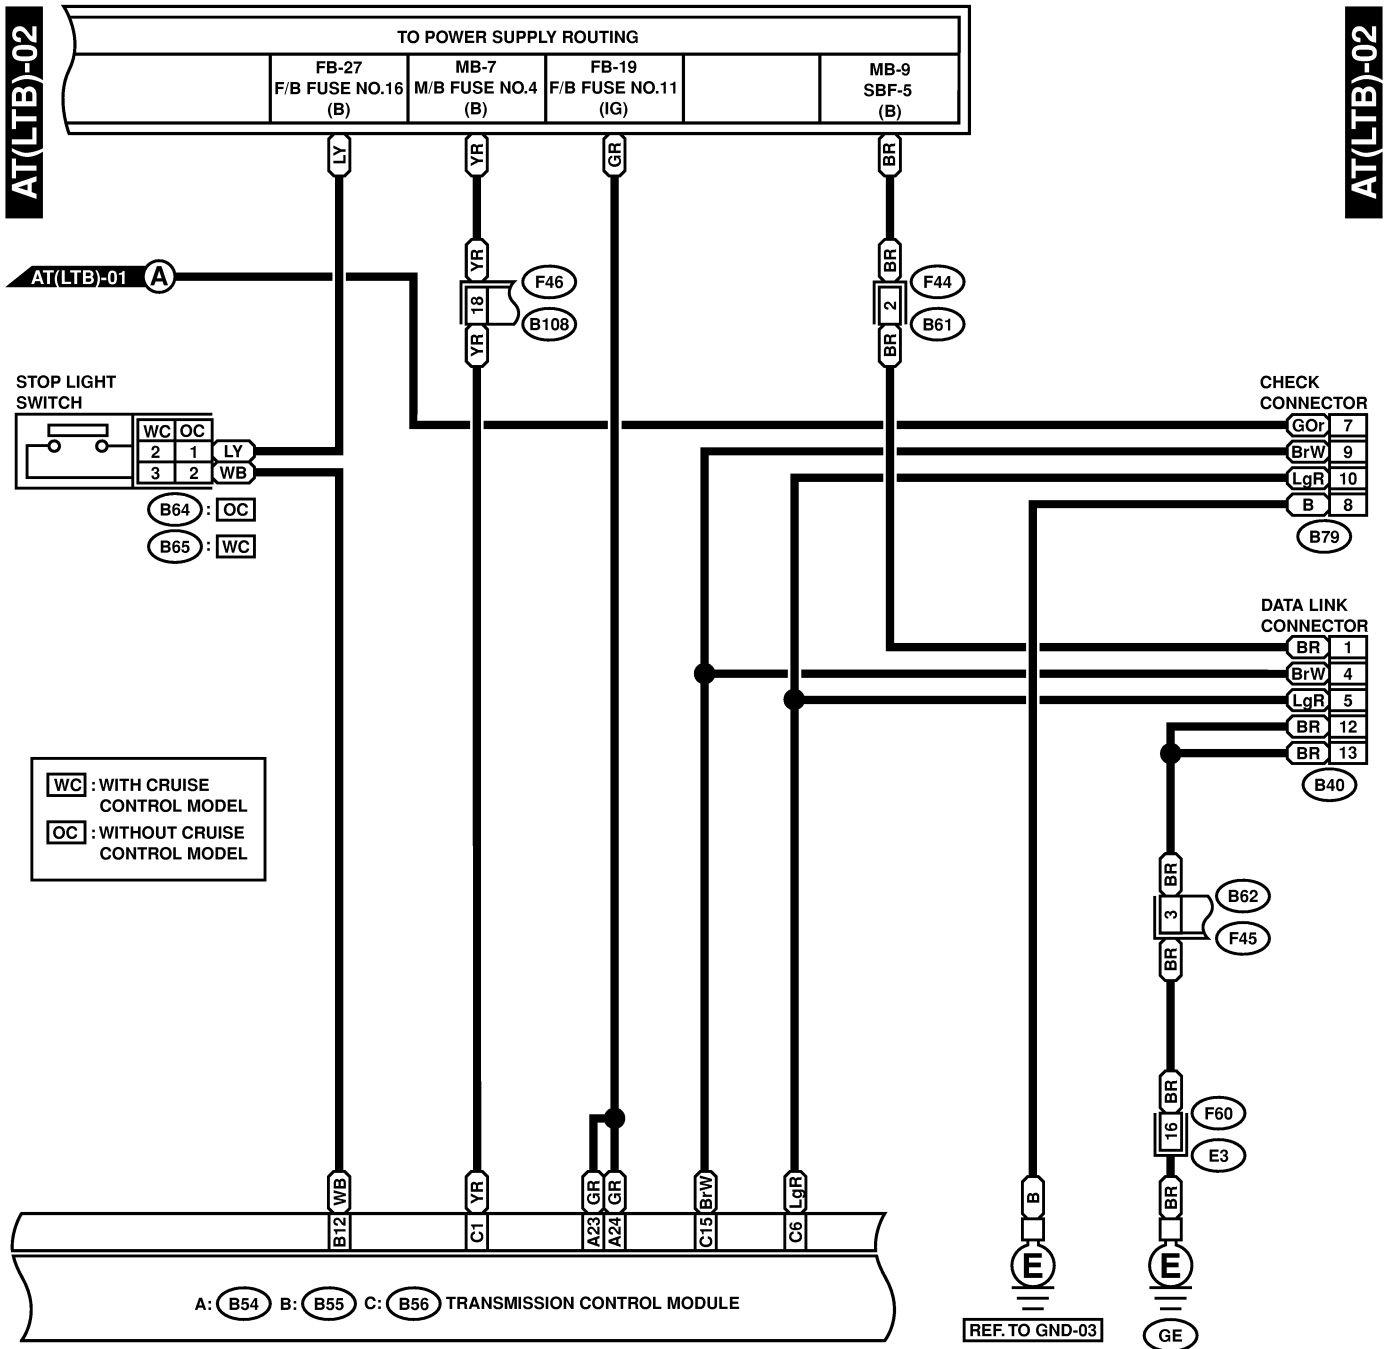 AT(LTB)-02
AT(LTB)-02
TO POWER SUPPLY ROUTING
FB-27
F/B FUSE NO.16
(B)
MB-7
M/B FUSE NO.4
(B)
FB-19
F/B FUSE NO.11
(IG)
MB-9
SBF-5
(B)
LY
YR
GR
BR
AT(LTB)-01
A
YR
18
YR
F46
B108
BR
2
BR
F44
B61
STOP LIGHT
SWITCH
WC OC
2 1 LY
3 2 WB
B64 : OC
B65 : WC
CHECK
CONNECTOR
GOr 7
BrW 9
LgR 10
B 8
B79
DATA LINK
CONNECTOR
BR 1
BrW 4
LgR 5
BR 12
BR 13
B40
WC : WITH CRUISE
CONTROL MODEL
OC : WITHOUT CRUISE
CONTROL MODEL
BR
3
BR
B62
F45
BR
16
BR
F60
E3
WB
YR
GR
GR
BrW
LgR
B
B12
C1
A23
A24
C15
C6
E
E
A: B54 B: B55 C: B56 TRANSMISSION CONTROL MODULE
REF. TO GND-03
GE